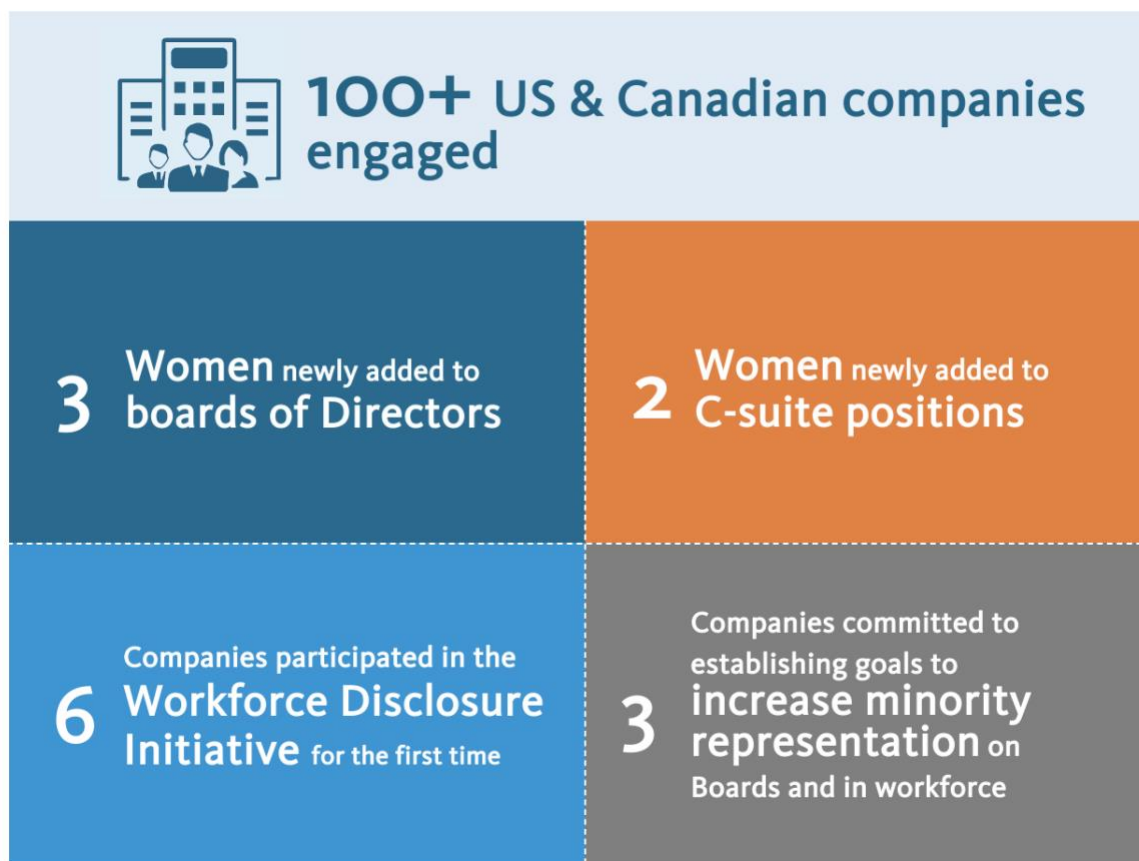 100+ US & Canadian companies
engaged
3
Women newly added to
boards of Directors
2
Women newly added to
C-suite positions
6
Companies participated in the
Workforce Disclosure
Initiative for the first time
3
Companies committed to
establishing goals to
increase minority
representation on
Boards and in workforce